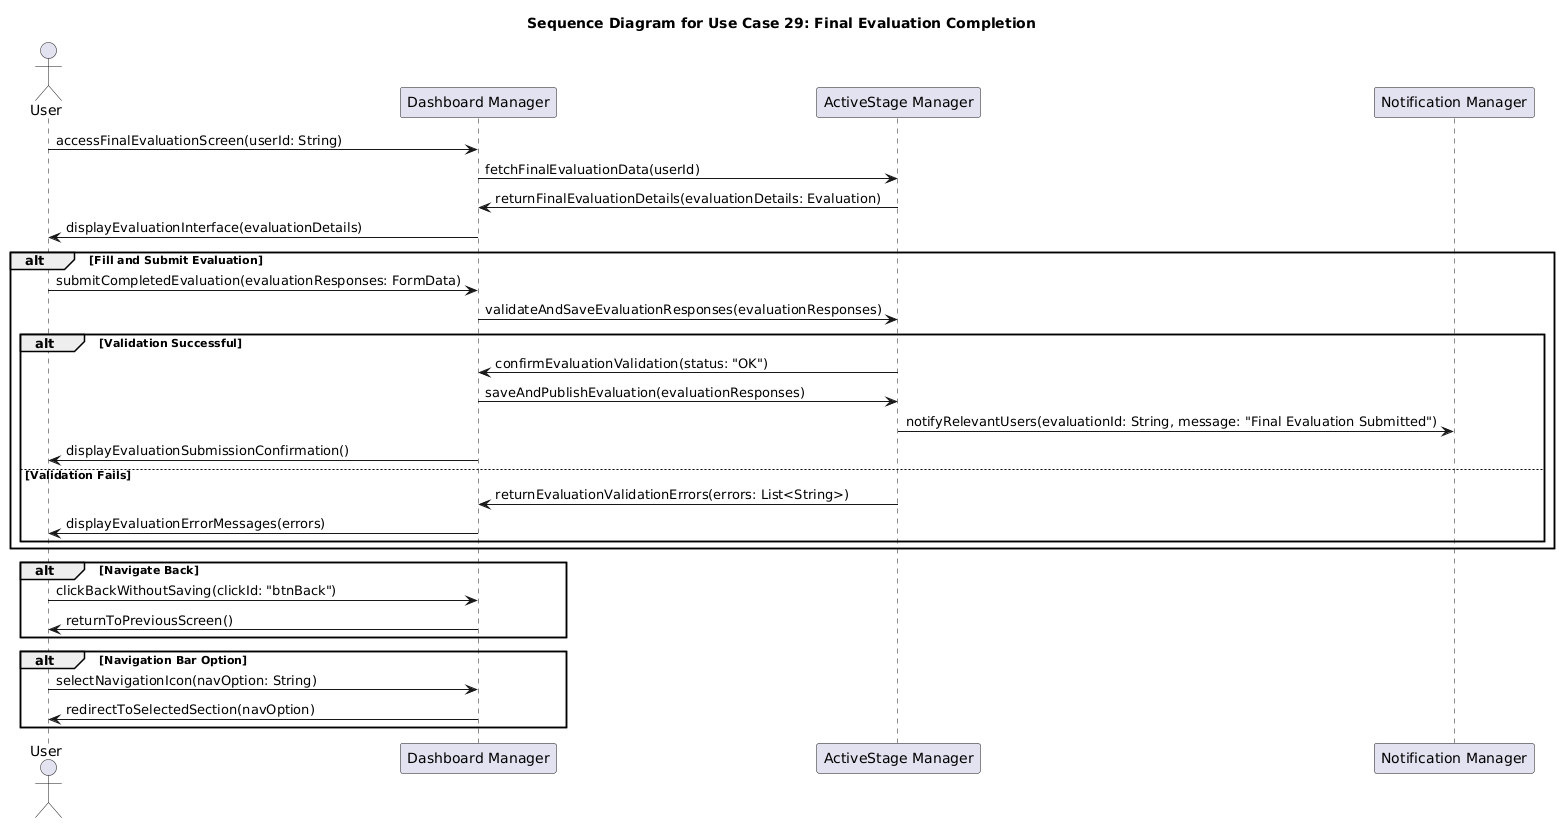 Sequence Diagram for Use Case 29: Final Evaluation Completion
User
Dashboard Manager
ActiveStage Manager
Notification Manager
accessFinalEvaluationScreen(userId: String)
fetchFinalEvaluationData(userId)
returnFinalEvaluationDetails(evaluationDetails: Evaluation)
displayEvaluationInterface(evaluationDetails)
alt [Fill and Submit Evaluation]
submitCompletedEvaluation(evaluationResponses: FormData)
validateAndSaveEvaluationResponses(evaluationResponses)
alt [Validation Successful]
confirmEvaluationValidation(status: "OK")
saveAndPublishEvaluation(evaluationResponses)
notifyRelevantUsers(evaluationId: String, message: "Final Evaluation Submitted")
displayEvaluationSubmissionConfirmation()
[Validation Fails]
returnEvaluationValidationErrors(errors: List<String>)
displayEvaluationErrorMessages(errors)
alt [Navigate Back]
clickBackWithoutSaving(clickId: "btnBack")
returnToPreviousScreen()
alt [Navigation Bar Option]
selectNavigationIcon(navOption: String)
redirectToSelectedSection(navOption)
User
Dashboard Manager
ActiveStage Manager
Notification Manager